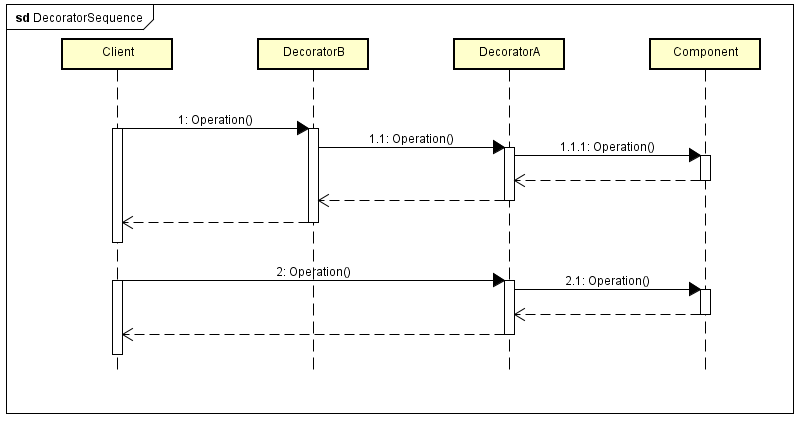 sd DecoratorSequence
Client
DecoratorB
DecoratorA
Component
1: Operation()
1.1: Operation()
1.1.1: Operation()
2: Operation()
2.1: Operation()